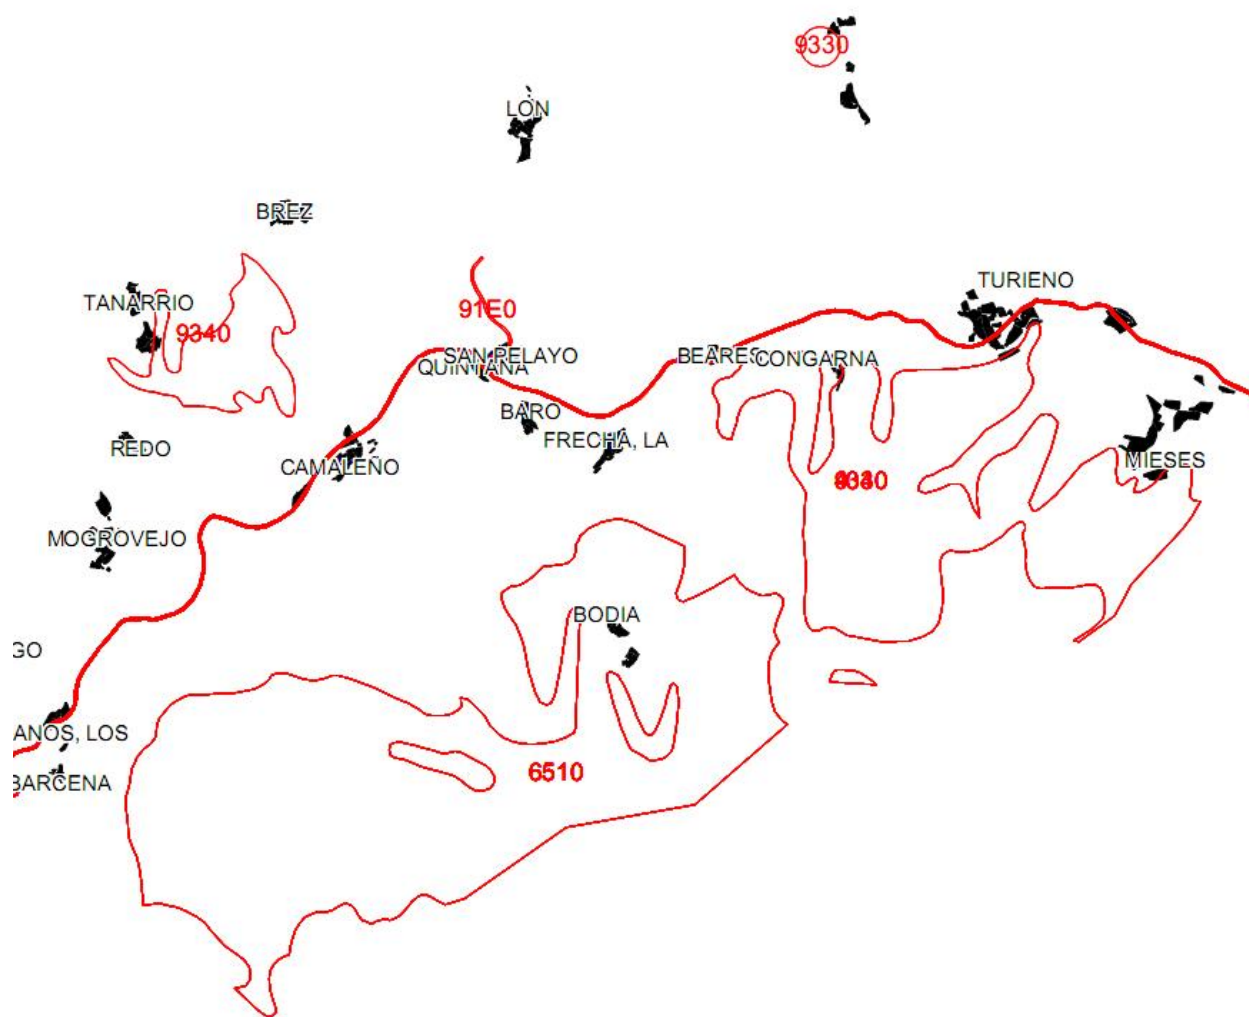 9330
LON
BREZ
TURIENO
TANARRIO
91E0
9340
SAN PELAYO
BEARES
CONGARNA
QUINTANA
BARO
FRECHA, LA
REDO
CAMALEÑO
MIESES
MOGROVEJO
BODIA
GO
ANOS, LOS
6510
BARCENA